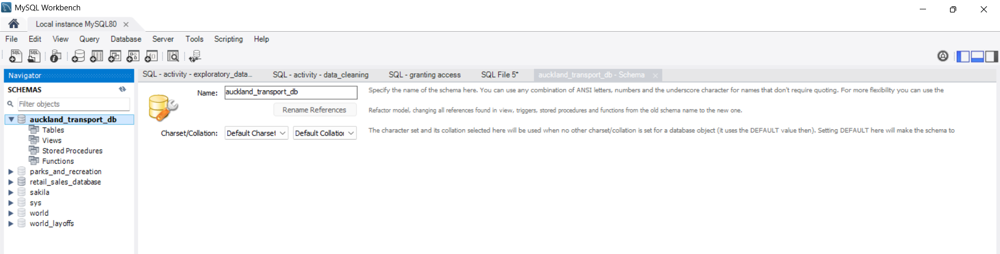 MySQL Workbench
Local instance MySQL80
File Edit View Query Database Server Tools Scripting Help
SQL SQL
Navigator
SCHEMAS
Filter objects
auckland_transport_db
Tables
Views
Stored Procedures
Functions
parks_and_recreation
retail_sales_database
sakila
sys
world
world_layoffs
SQL - activity - exploratory_data... SQL - activity - data_cleaning SQL - granting access SQL File 5* auckland_transport_db - Schema
Name: auckland_transport_db Specify the name of the schema here. You can use any combination of ANSI letters, numbers and the underscore character for names that don't require quoting. For more flexibility you can use the
Rename References Refactor model, changing all references found in view, triggers, stored procedures and functions from the old schema name to the new one.
Charset/Collation: Default Charset Default Collation The character set and its collation selected here will be used when no other charset/collation is set for a database object (it uses the DEFAULT value then). Setting DEFAULT here will make the schema to